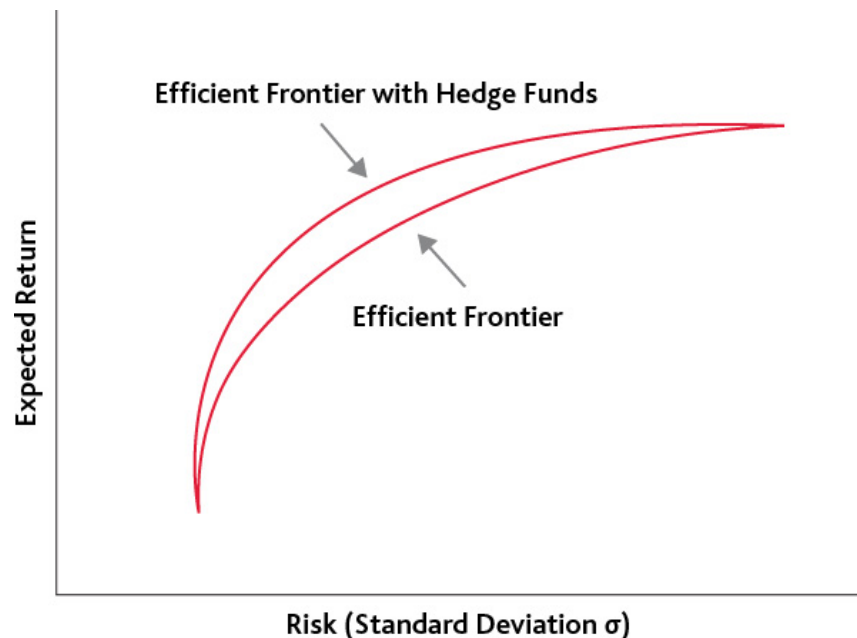 Efficient Frontier with Hedge Funds
Efficient Frontier
Expected Return
Risk (Standard Deviation σ)